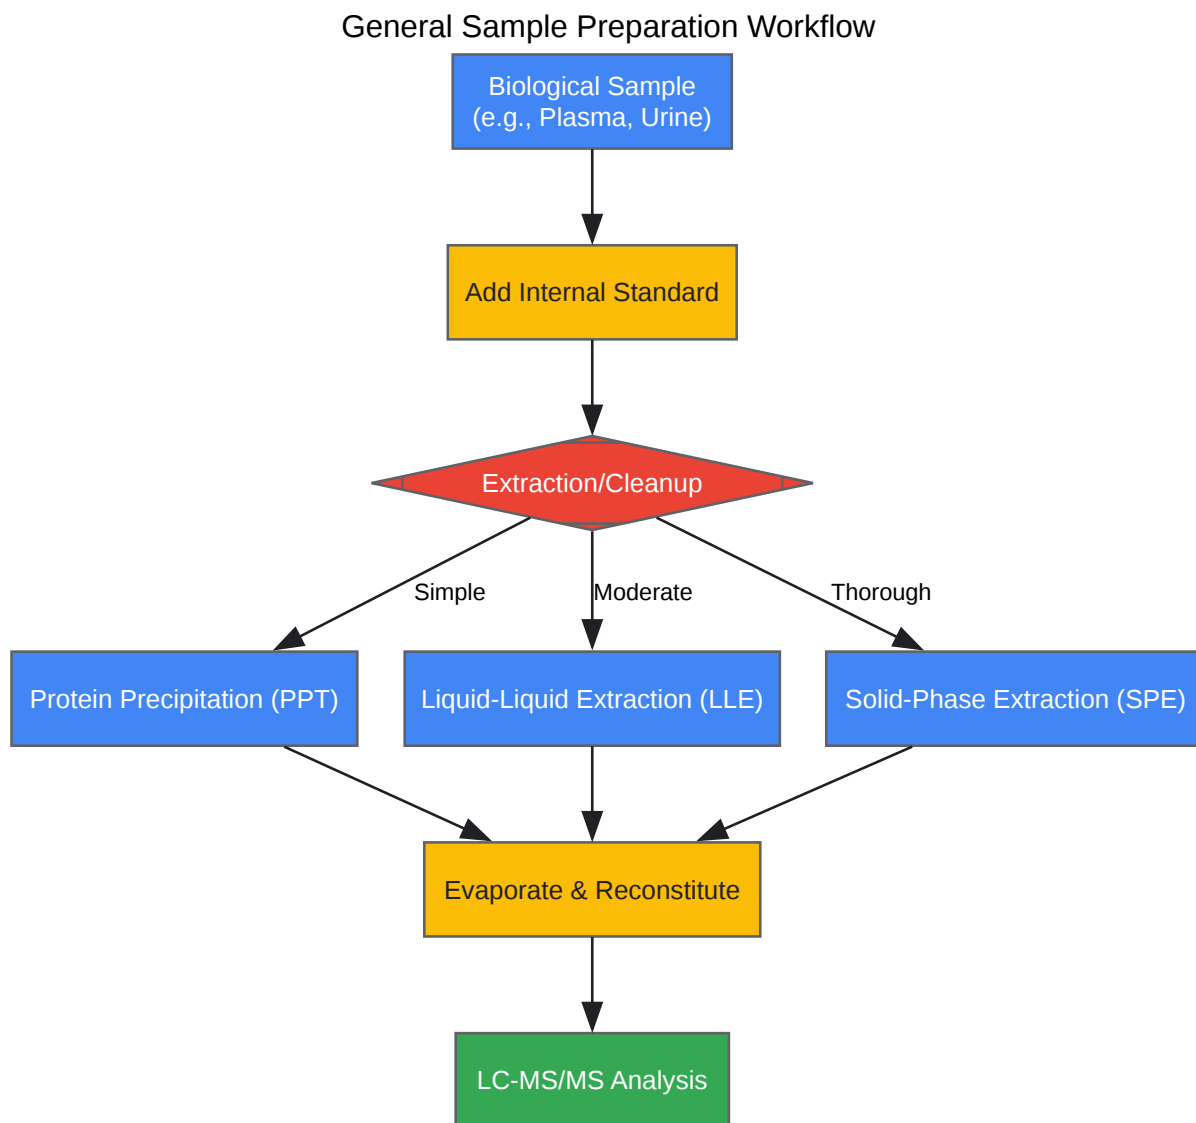 General Sample Preparation Workflow
Biological Sample
(e.g., Plasma, Urine)
Add Internal Standard
Extraction/Cleanup
Simple
Moderate
Thorough
Protein Precipitation (PPT)
Liquid-Liquid Extraction (LLE)
Solid-Phase Extraction (SPE)
Evaporate & Reconstitute
LC-MS/MS Analysis